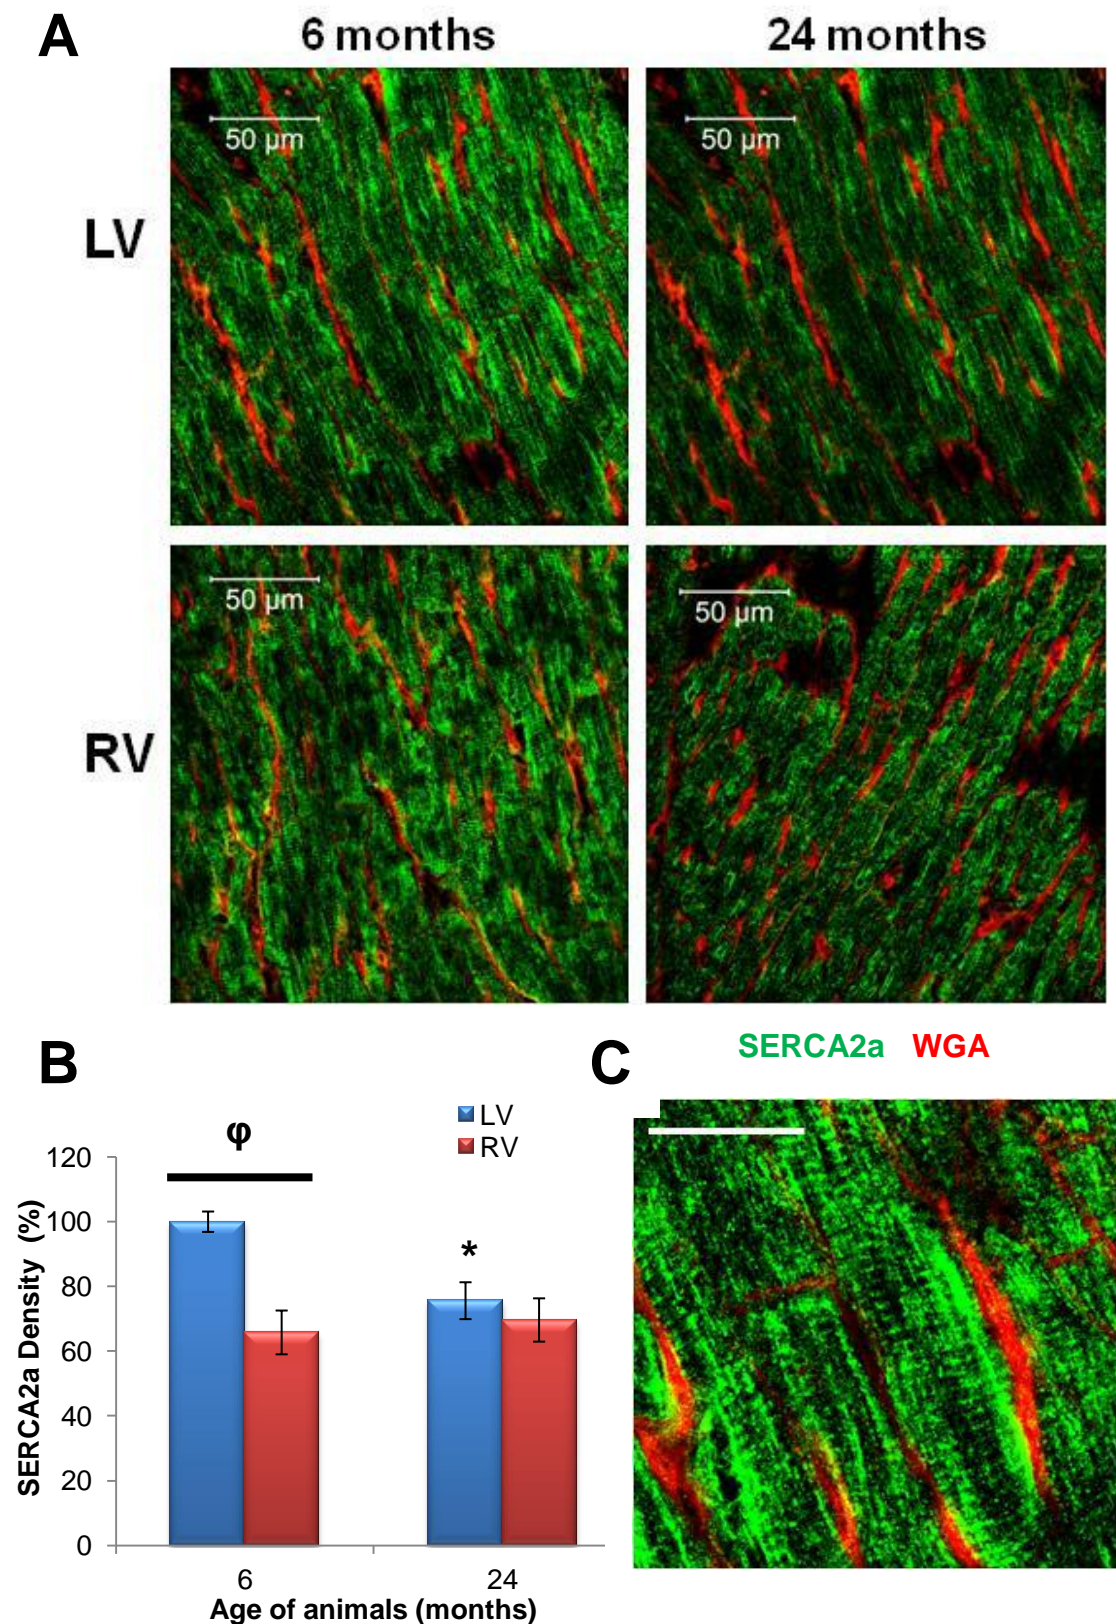 A
6 months
24 months
LV
50 µm
50 µm
RV
50 µm
50 µm
SERCA2a WGA
B
C
φ
LV
RV
*
SERCA2a Density (%)
120
100
80
60
40
20
0
6
24
Age of animals (months)